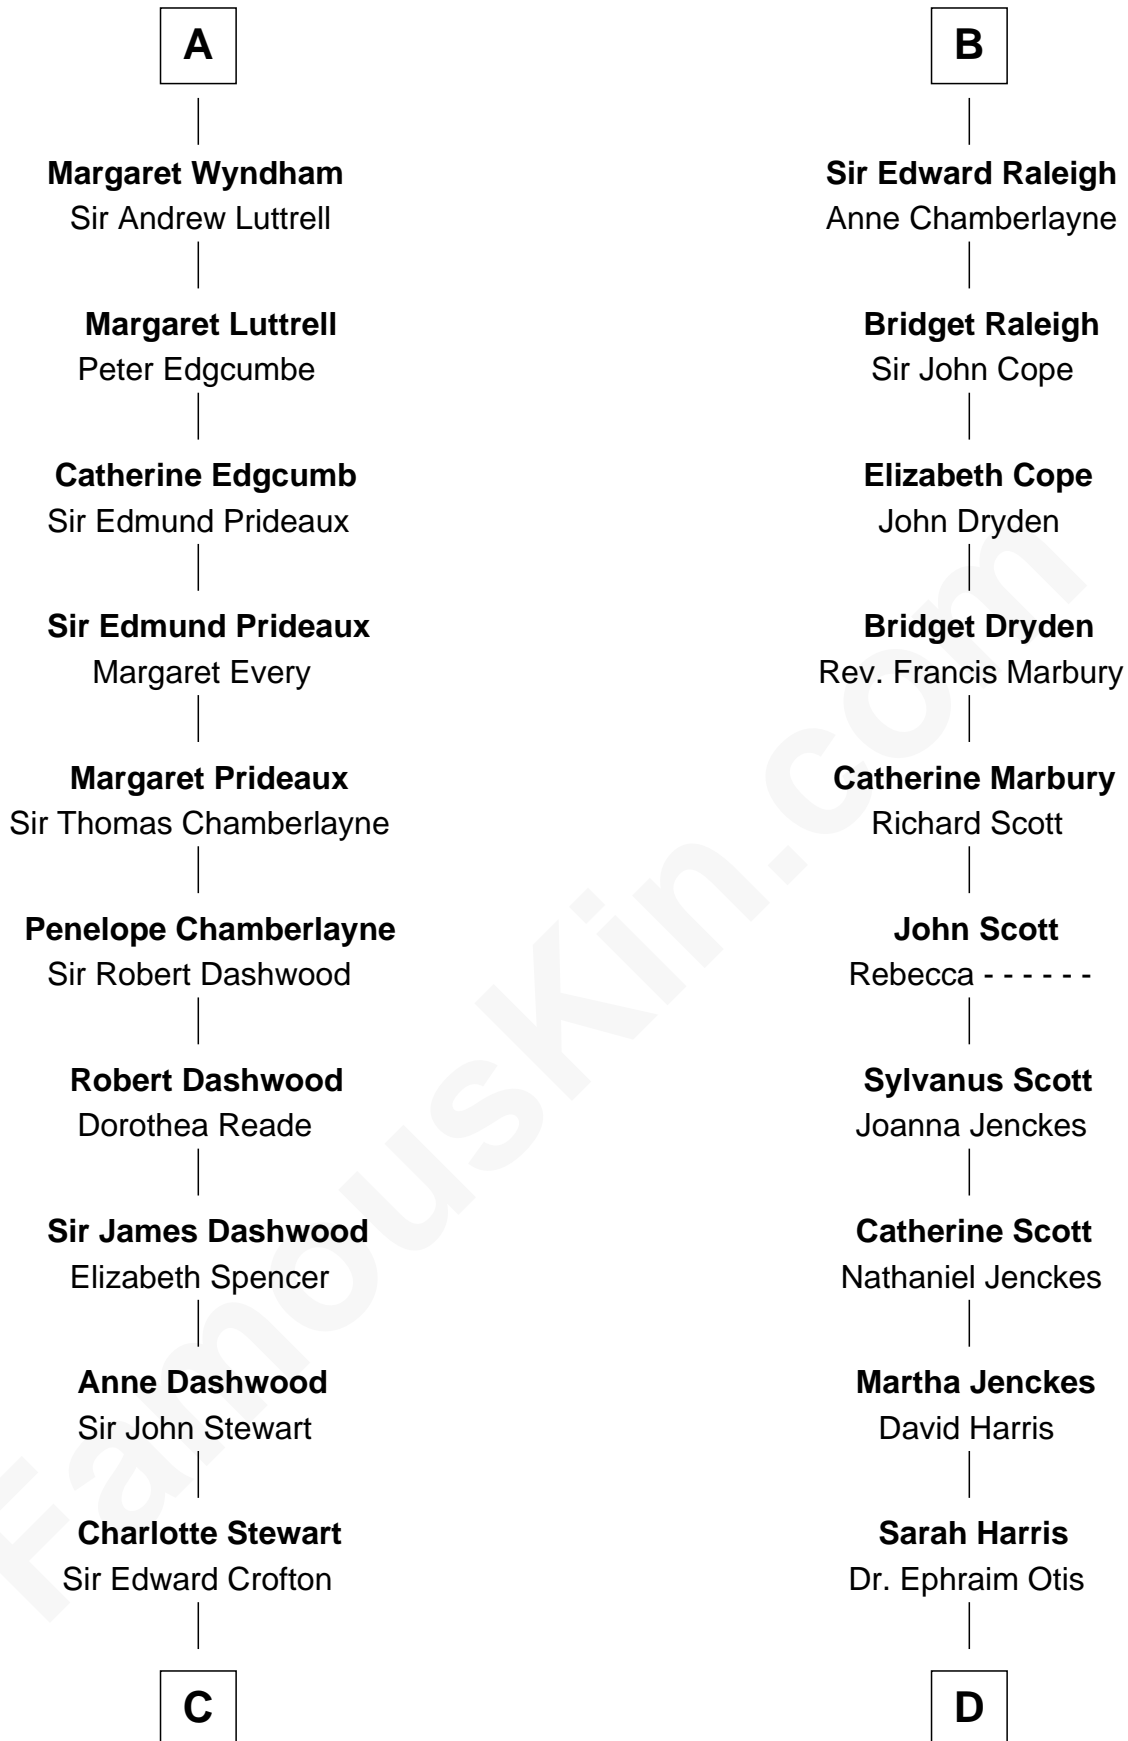 A
Margaret Wyndham
Sir Andrew Luttrell
Margaret Luttrell
Peter Edgcumbe
Catherine Edgcumb
Sir Edmund Prideaux
Sir Edmund Prideaux
Margaret Every
Margaret Prideaux
Sir Thomas Chamberlayne
Penelope Chamberlayne
Sir Robert Dashwood
Robert Dashwood
Dorothea Reade
Sir James Dashwood
Elizabeth Spencer
Anne Dashwood
Sir John Stewart
Charlotte Stewart
Sir Edward Crofton
C
B
Sir Edward Raleigh
Anne Chamberlayne
Bridget Raleigh
Sir John Cope
Elizabeth Cope
John Dryden
Bridget Dryden
Rev. Francis Marbury
Catherine Marbury
Richard Scott
John Scott
Rebecca - - - - - -
Sylvanus Scott
Joanna Jenckes
Catherine Scott
Nathaniel Jenckes
Martha Jenckes
David Harris
Sarah Harris
Dr. Ephraim Otis
D
FamousKin.com